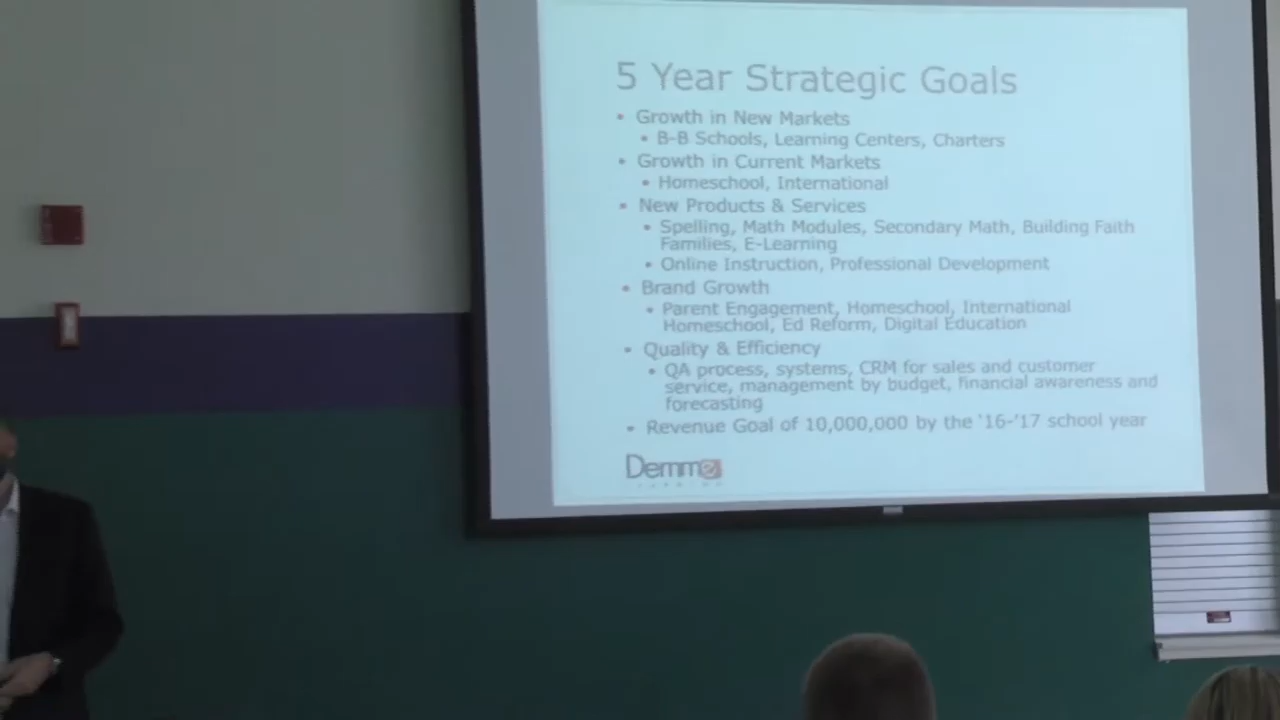 5 Year Strategic Goals
• Growth in New Markets
• B-B Schools, Learning Centers, Charters
• Growth in Current Markets
• Homeschool, International
• New Products & Services
• Spelling, Math Modules, Secondary Math, Building Faith
Families, E-Learning
• Online Instruction, Professional Development
• Brand Growth
• Parent Engagement, Homeschool, International
Homeschool, Ed Reform, Digital Education
• Quality & Efficiency
• QA process, systems, CRM for sales and customer
service, management by budget, financial awareness and
forecasting
• Revenue Goal of 10,000,000 by the '16-'17 school year
Demme